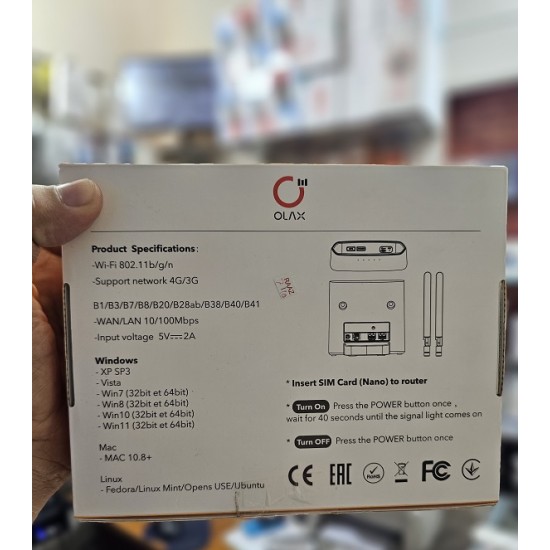 OLAX
Product Specifications:
-Wi-Fi 802.11b/g/n
-Support network 4G/3G
B1/B3/B7/B8/B20/B28ab/B38/B40/B41
-WAN/LAN 10/100Mbps
-Input voltage 5V⎓2A
Windows
- XP SP3
- Vista
- Win7 (32bit et 64bit)
- Win8 (32bit et 64bit)
- Win10 (32bit et 64bit)
- Win11 (32bit et 64bit)
Mac
- MAC 10.8+
Linux
- Fedora/Linux Mint/Opens USE/Ubuntu
* Insert SIM Card (Nano) to router
* Turn On Press the POWER button once ,
wait for 40 seconds until the signal light comes on
* Turn OFF Press the POWER button once
CE EAC RoHS FC